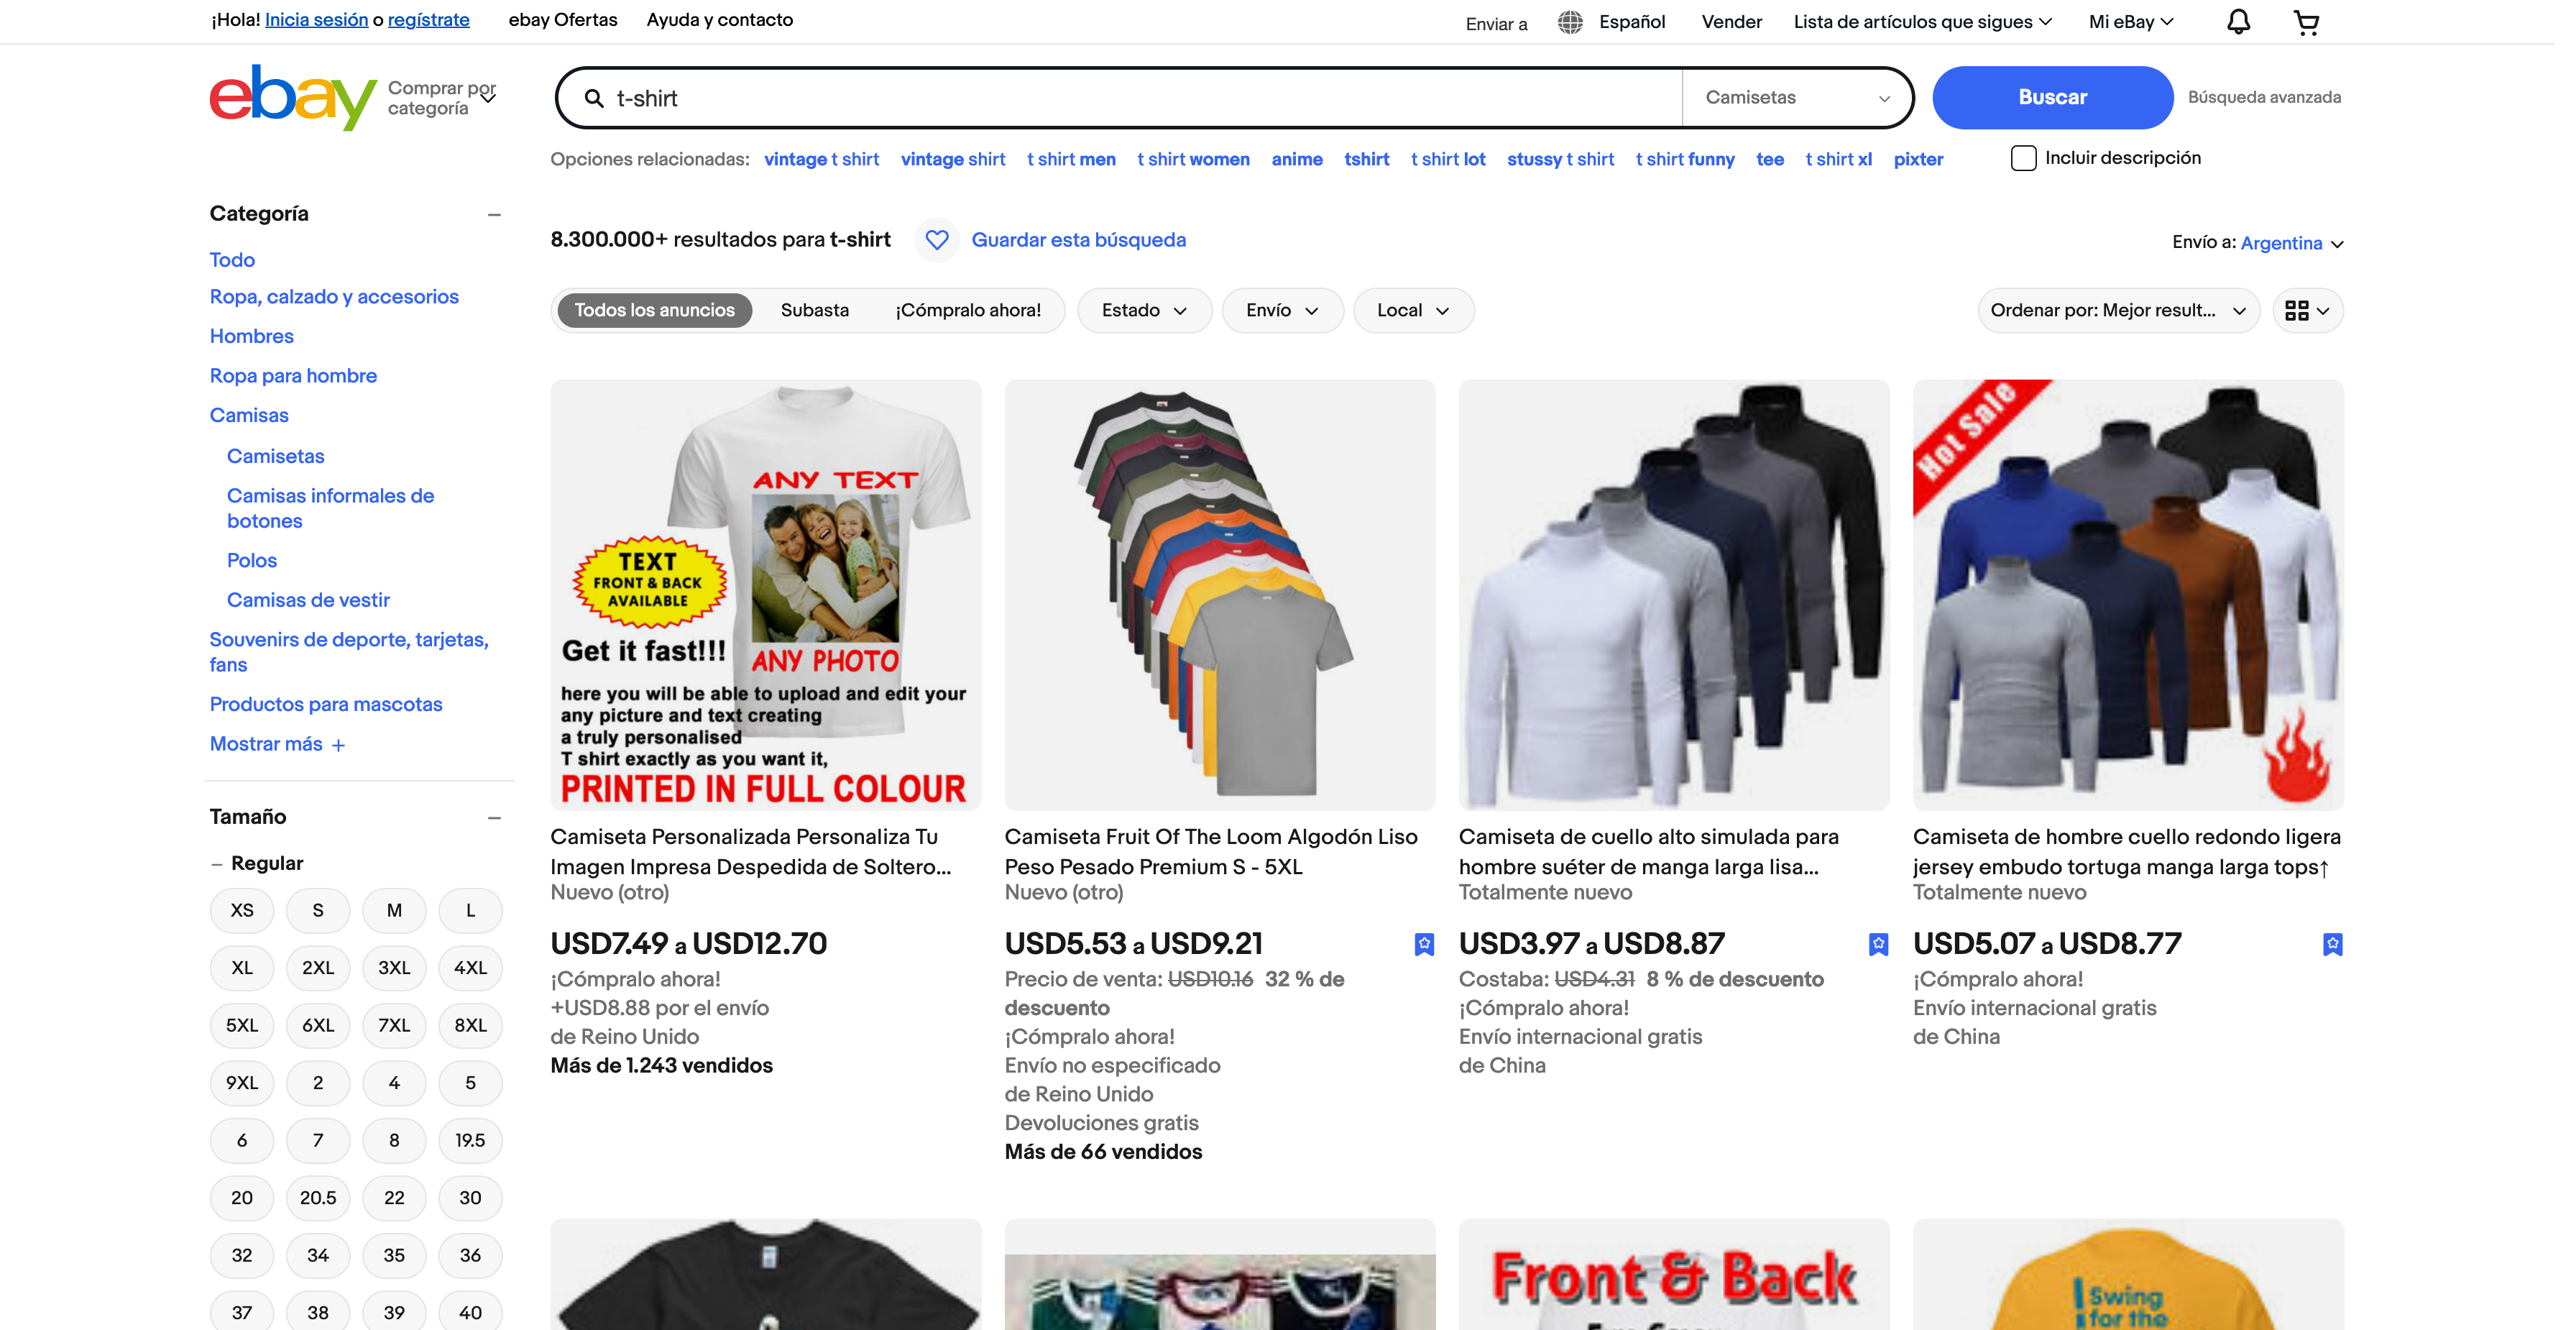 ¡Hola! Inicia sesión o regístrate
ebay Ofertas
Ayuda y contacto
Enviar a
Español
Vender
Lista de artículos que sigues
Mi eBay
ebay
Comprar por
categoría
t-shirt
Camisetas
Buscar
Búsqueda avanzada
Opciones relacionadas: vintage t shirt vintage shirt t shirt men t shirt women anime tshirt t shirt lot stussy t shirt t shirt funny tee t shirt xl pixter
Incluir descripción
Categoría
Todo
Ropa, calzado y accesorios
Hombres
Ropa para hombre
Camisas
Camisetas
Camisas informales de
botones
Polos
Camisas de vestir
Souvenirs de deporte, tarjetas,
fans
Productos para mascotas
Mostrar más +
Tamaño
– Regular
XS S M L
XL 2XL 3XL 4XL
5XL 6XL 7XL 8XL
9XL 2 4 5
6 7 8 19.5
20 20.5 22 30
32 34 35 36
37 38 39 40
8.300.000+ resultados para t-shirt
Guardar esta búsqueda
Envío a: Argentina
Todos los anuncios
Subasta
¡Cómpralo ahora!
Estado
Envío
Local
Ordenar por: Mejor result...
ANY TEXT
TEXT
FRONT & BACK
AVAILABLE
Get it fast!!!
ANY PHOTO
here you will be able to upload and edit your
any picture and text creating
a truly personalised
T shirt exactly as you want it,
PRINTED IN FULL COLOUR
Camiseta Personalizada Personaliza Tu
Imagen Impresa Despedida de Soltero...
Nuevo (otro)
USD7.49 a USD12.70
¡Cómpralo ahora!
+USD8.88 por el envío
de Reino Unido
Más de 1.243 vendidos
Camiseta Fruit Of The Loom Algodón Liso
Peso Pesado Premium S - 5XL
Nuevo (otro)
USD5.53 a USD9.21
Precio de venta: USD10.16 32 % de
descuento
¡Cómpralo ahora!
Envío no especificado
de Reino Unido
Devoluciones gratis
Más de 66 vendidos
Camiseta de cuello alto simulada para
hombre suéter de manga larga lisa...
Totalmente nuevo
USD3.97 a USD8.87
Costaba: USD4.31 8 % de descuento
¡Cómpralo ahora!
Envío internacional gratis
de China
Hot Sale
Camiseta de hombre cuello redondo ligera
jersey embudo tortuga manga larga tops↑
Totalmente nuevo
USD5.07 a USD8.77
¡Cómpralo ahora!
Envío internacional gratis
de China
Front & Back
Swing
for the